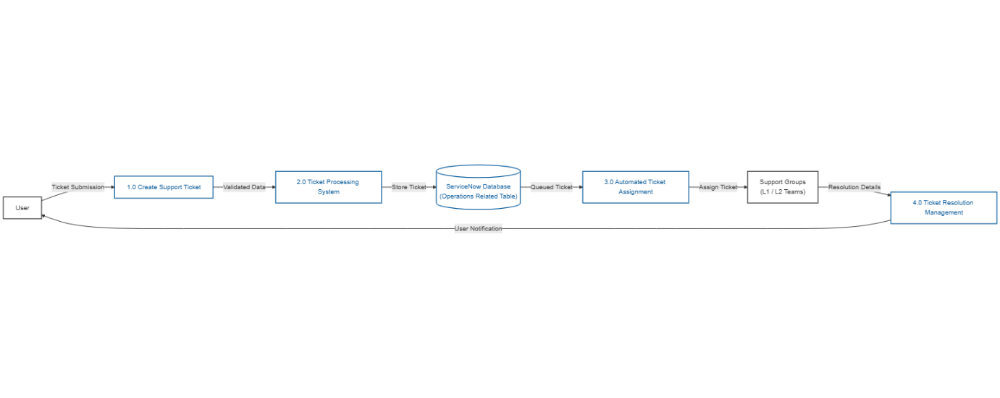 User
Ticket Submission
1.0 Create Support Ticket
Validated Data
2.0 Ticket Processing
System
Store Ticket
ServiceNow Database
(Operations Related Table)
Queued Ticket
3.0 Automated Ticket
Assignment
Assign Ticket
Support Groups
(L1 / L2 Teams)
Resolution Details
4.0 Ticket Resolution
Management
User Notification